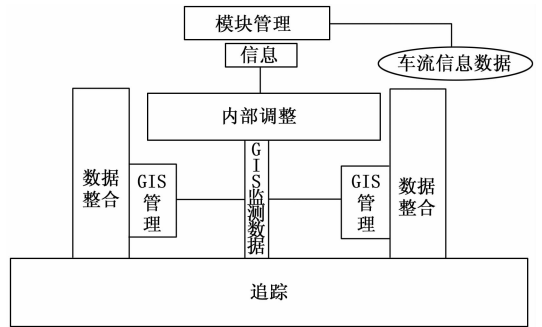 模块管理
信息
车流信息数据
内部调整
GIS监测数据
数据
整合
GIS
管
理
GIS
管
理
数据
整合
追踪